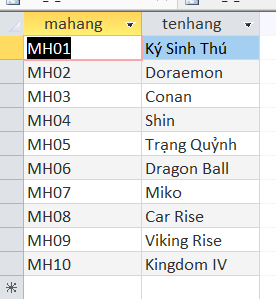 mahang tenhang
MH01 Ký Sinh Thú
MH02 Doraemon
MH03 Conan
MH04 Shin
MH05 Trạng Quỷnh
MH06 Dragon Ball
MH07 Miko
MH08 Car Rise
MH09 Viking Rise
MH10 Kingdom IV